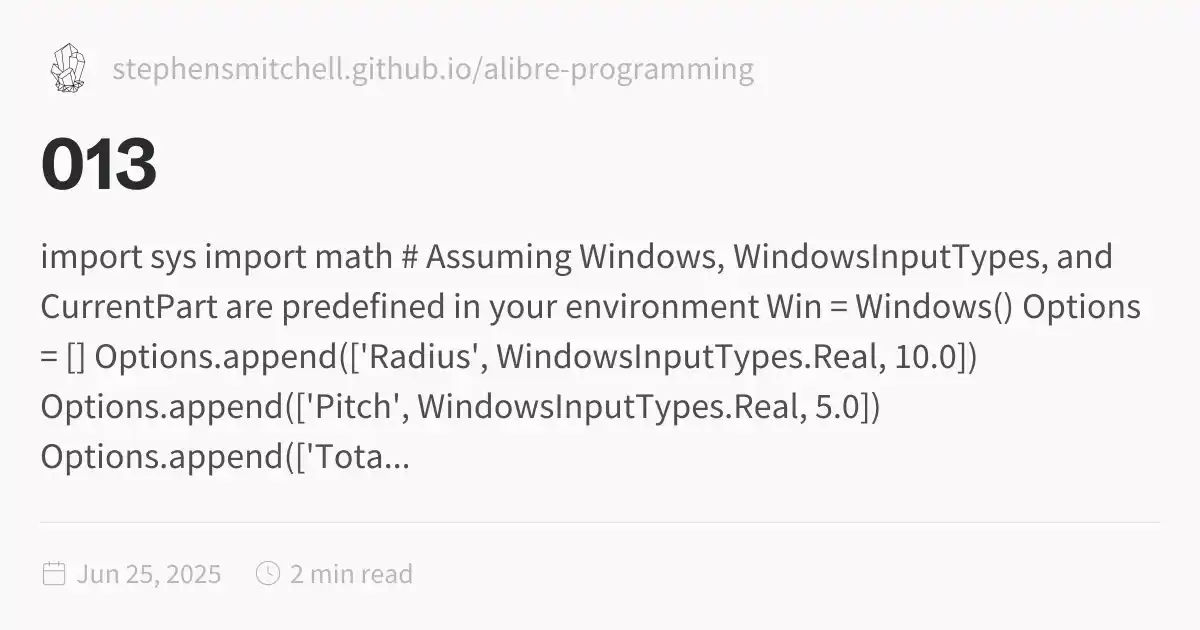 stephensmitchell.github.io/alibre-programming
013
import sys import math # Assuming Windows, WindowsInputTypes, and
CurrentPart are predefined in your environment Win = Windows() Options
= [] Options.append(['Radius', WindowsInputTypes.Real, 10.0])
Options.append(['Pitch', WindowsInputTypes.Real, 5.0])
Options.append(['Tota...
Jun 25, 2025 2 min read